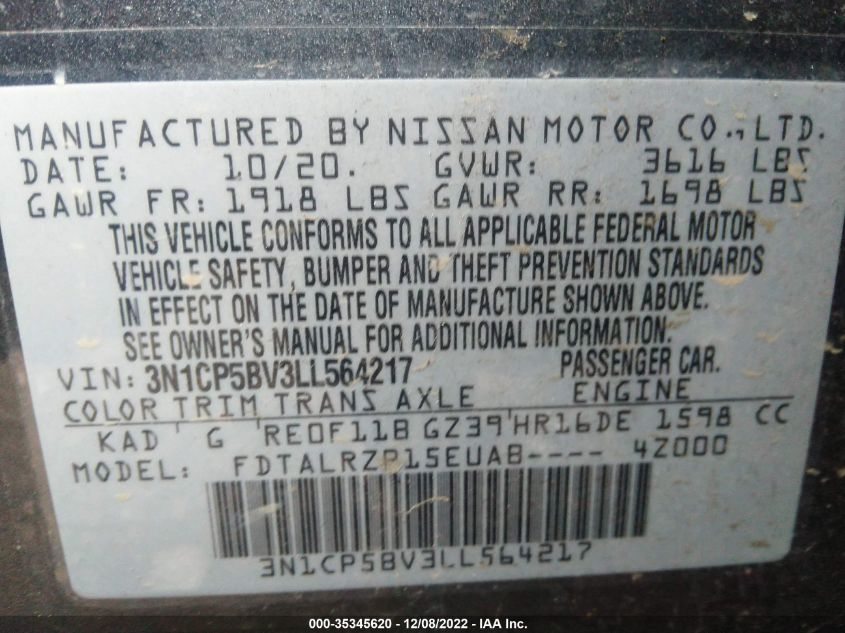 MANUFACTURED BY NISSAN MOTOR CO., LTD.
DATE: 10/20. GVWR: 3616 LBS
GAWR FR: 1918 LBS GAWR RR: 1698 LBS
THIS VEHICLE CONFORMS TO ALL APPLICABLE FEDERAL MOTOR
VEHICLE SAFETY, BUMPER AND THEFT PREVENTION STANDARDS
IN EFFECT ON THE DATE OF MANUFACTURE SHOWN ABOVE.
SEE OWNER'S MANUAL FOR ADDITIONAL INFORMATION.
VIN: 3N1CP5BV3LL564217 PASSENGER CAR.
COLOR TRIM TRANS AXLE ENGINE
KAD ' G 'RE0F11B GZ39'HR16DE 1598 CC
MODEL: FDTALRZP15EUAB---- 4Z000
3N1CP5BV3LL564217
000-35345620 - 12/08/2022 - IAA Inc.